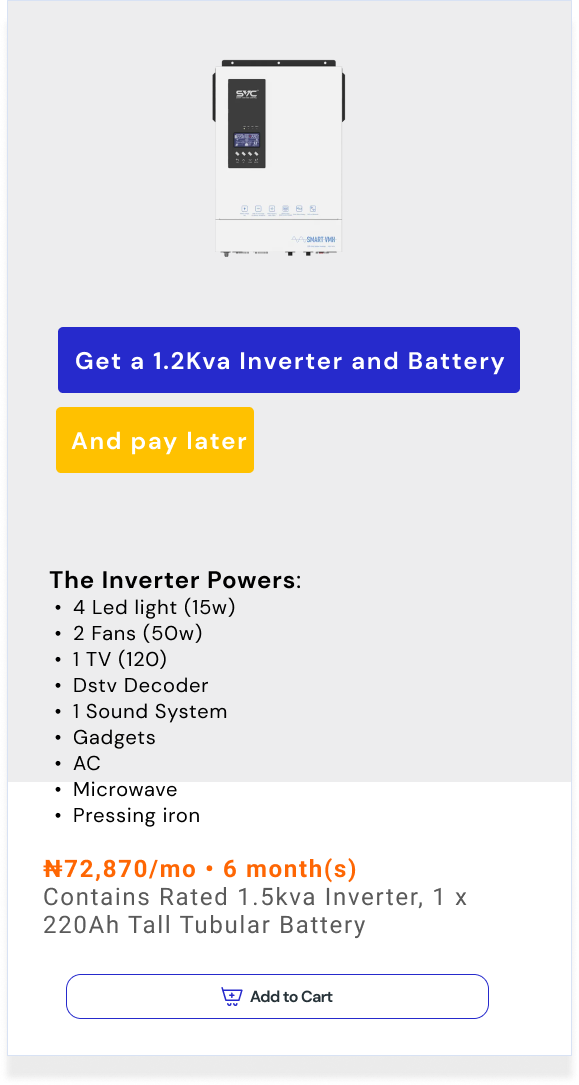 SVC
SMART VMII
Get a 1.2Kva Inverter and Battery
And pay later
The Inverter Powers:
• 4 Led light (15w)
• 2 Fans (50w)
• 1 TV (120)
• Dstv Decoder
• 1 Sound System
• Gadgets
• AC
• Microwave
• Pressing iron
₦72,870/mo • 6 month(s)
Contains Rated 1.5kva Inverter, 1 x
220Ah Tall Tubular Battery
Add to Cart